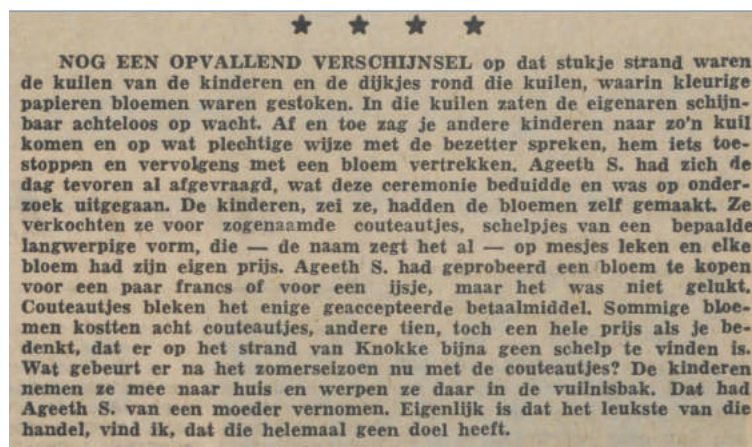 ★ ★ ★ ★
NOG EEN OPVALLEND VERSCHIJNSEL op dat stukje strand waren
de kuilen van de kinderen en de dijkjes rond die kuilen, waarin kleurige
papieren bloemen waren gestoken. In die kuilen zaten de eigenaren schijn-
baar achteloos op wacht. Af en toe zag je andere kinderen naar zo'n kuil
komen en op wat plechtige wijze met de bezetter spreken, hem iets toe-
stoppen en vervolgens met een bloem vertrekken. Ageeth S. had zich de
dag tevoren al afgevraagd, wat deze ceremonie beduidde en was op onder-
zoek uitgegaan. De kinderen, zei ze, hadden de bloemen zelf gemaakt. Ze
verkochten ze voor zogenaamde couteautjes, schelpjes van een bepaalde
langwerpige vorm, die — de naam zegt het al — op mesjes leken en elke
bloem had zijn eigen prijs. Ageeth S. had geprobeerd een bloem te kopen
voor een paar francs of voor een ijsje, maar het was niet gelukt.
Couteautjes bleken het enige geaccepteerde betaalmiddel. Sommige bloe-
men kostten acht couteautjes, andere tien, toch een hele prijs als je be-
denkt, dat er op het strand van Knokke bijna geen schelp te vinden is.
Wat gebeurt er na het zomerseizoen nu met de couteautjes? De kinderen
nemen ze mee naar huis en werpen ze daar in de vuilnisbak. Dat had
Ageeth S. van een moeder vernomen. Eigenlijk is dat het leukste van die
handel, vind ik, dat die helemaal geen doel heeft.